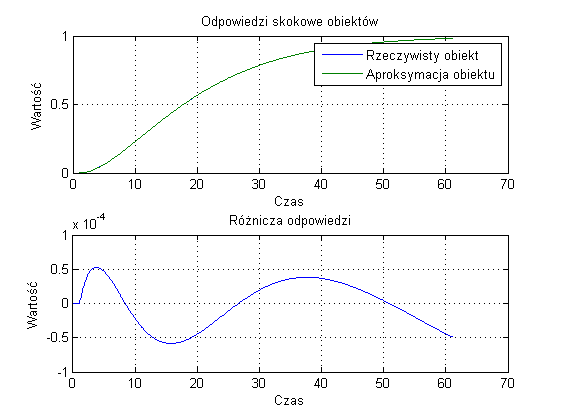 Odpowiedzi skokowe obiektów
1
0.5
0
Wartość
Rzeczywisty obiekt
Aproksymacja obiektu
0 10 20 30 40 50 60 70
Czas
Różnicza odpowiedzi
x 10^-4
1
0.5
0
-0.5
-1
Wartość
0 10 20 30 40 50 60 70
Czas